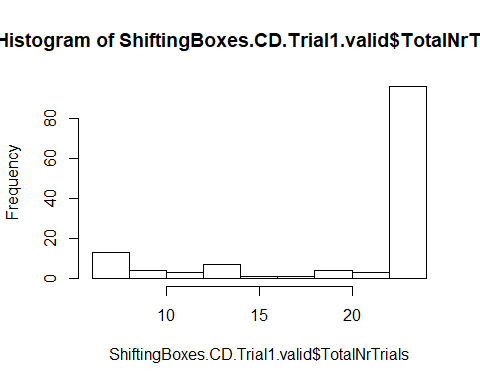 Histogram of ShiftingBoxes.CD.Trial1.valid$TotalNrT
Frequency
80
60
40
20
0
10 15 20
ShiftingBoxes.CD.Trial1.valid$TotalNrTrials